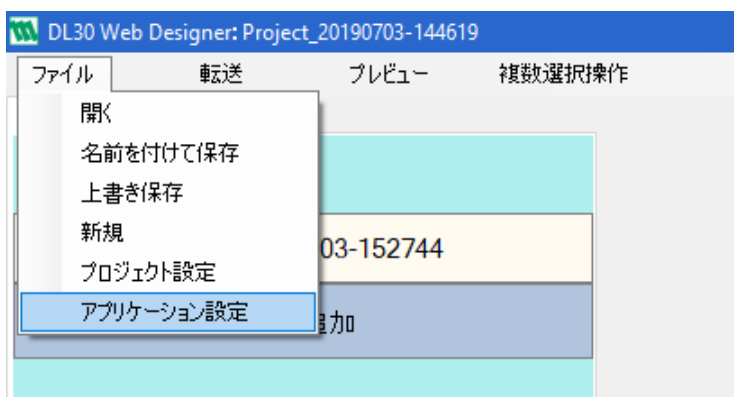 DL30 Web Designer: Project_20190703-144619
ファイル 転送 プレビュー 複数選択操作
開く
名前を付けて保存
上書き保存
新規
プロジェクト設定
アプリケーション設定
03-152744
追加